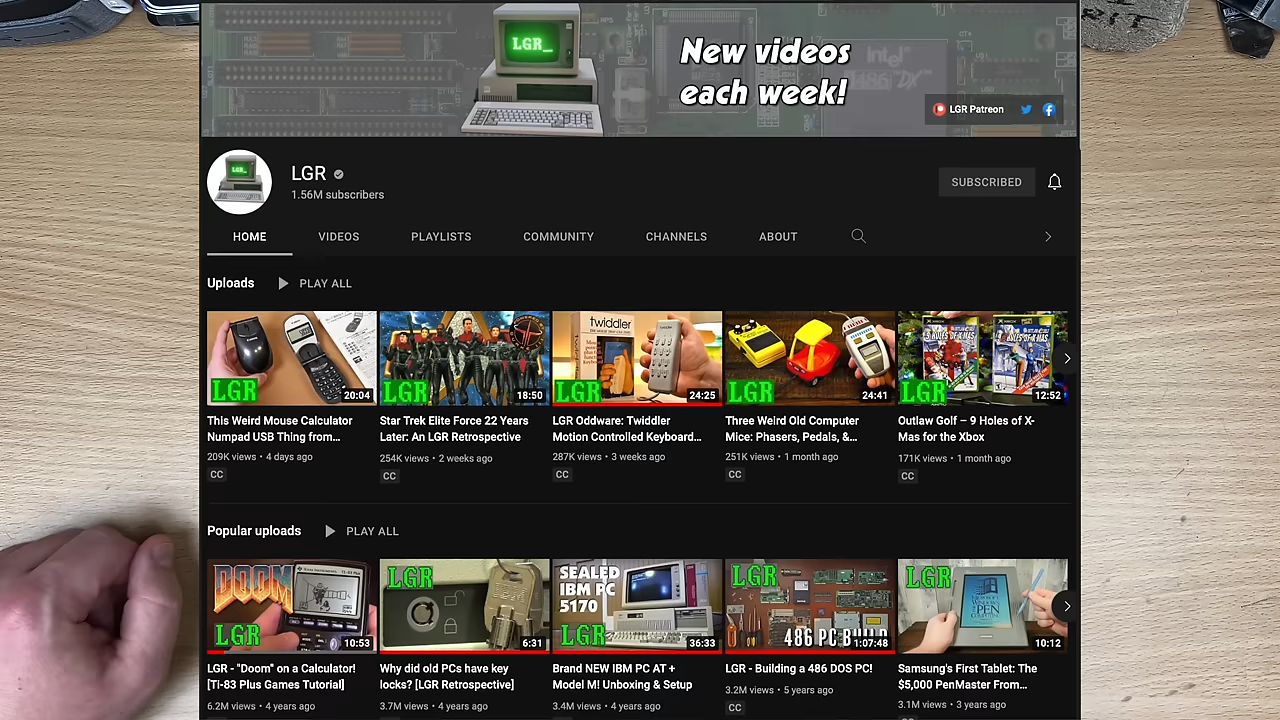 LGR_
New videos
each week!
LGR Patreon
LGR
1.56M subscribers
SUBSCRIBED
HOME
VIDEOS
PLAYLISTS
COMMUNITY
CHANNELS
ABOUT
Uploads
PLAY ALL
LGR
20:04
LGR
18:50
twiddler
LGR
24:25
LGR
24:41
LGR
12:52
This Weird Mouse Calculator
Numpad USB Thing from...
209K views • 4 days ago
CC
Star Trek Elite Force 22 Years
Later: An LGR Retrospective
254K views • 2 weeks ago
CC
LGR Oddware: Twiddler
Motion Control Keyboard...
287K views • 3 weeks ago
CC
Three Weird Old Computer
Mice: Phasers, Pedals, &...
251K views • 1 month ago
CC
Outlaw Golf – 9 Holes of X-
Mas for the Xbox
171K views • 1 month ago
CC
Popular uploads
PLAY ALL
DOOM
LGR
10:53
LGR
6:31
SEALED
IBM PC
5170
LGR
36:33
LGR
486 PC BUILD
1:07:48
LGR
10:12
LGR - "Doom" on a Calculator!
[Ti-83 Plus Games Tutorial]
6.2M views • 4 years ago
Why did old PCs have key
locks? [LGR Retrospective]
3.7M views • 4 years ago
Brand NEW IBM PC AT +
Model M! Unboxing & Setup
3.4M views • 4 years ago
LGR - Building a 486 DOS PC!
3.2M views • 5 years ago
CC
Samsung's First Tablet: The
$5,000 PenMaster From...
3.1M views • 3 years ago